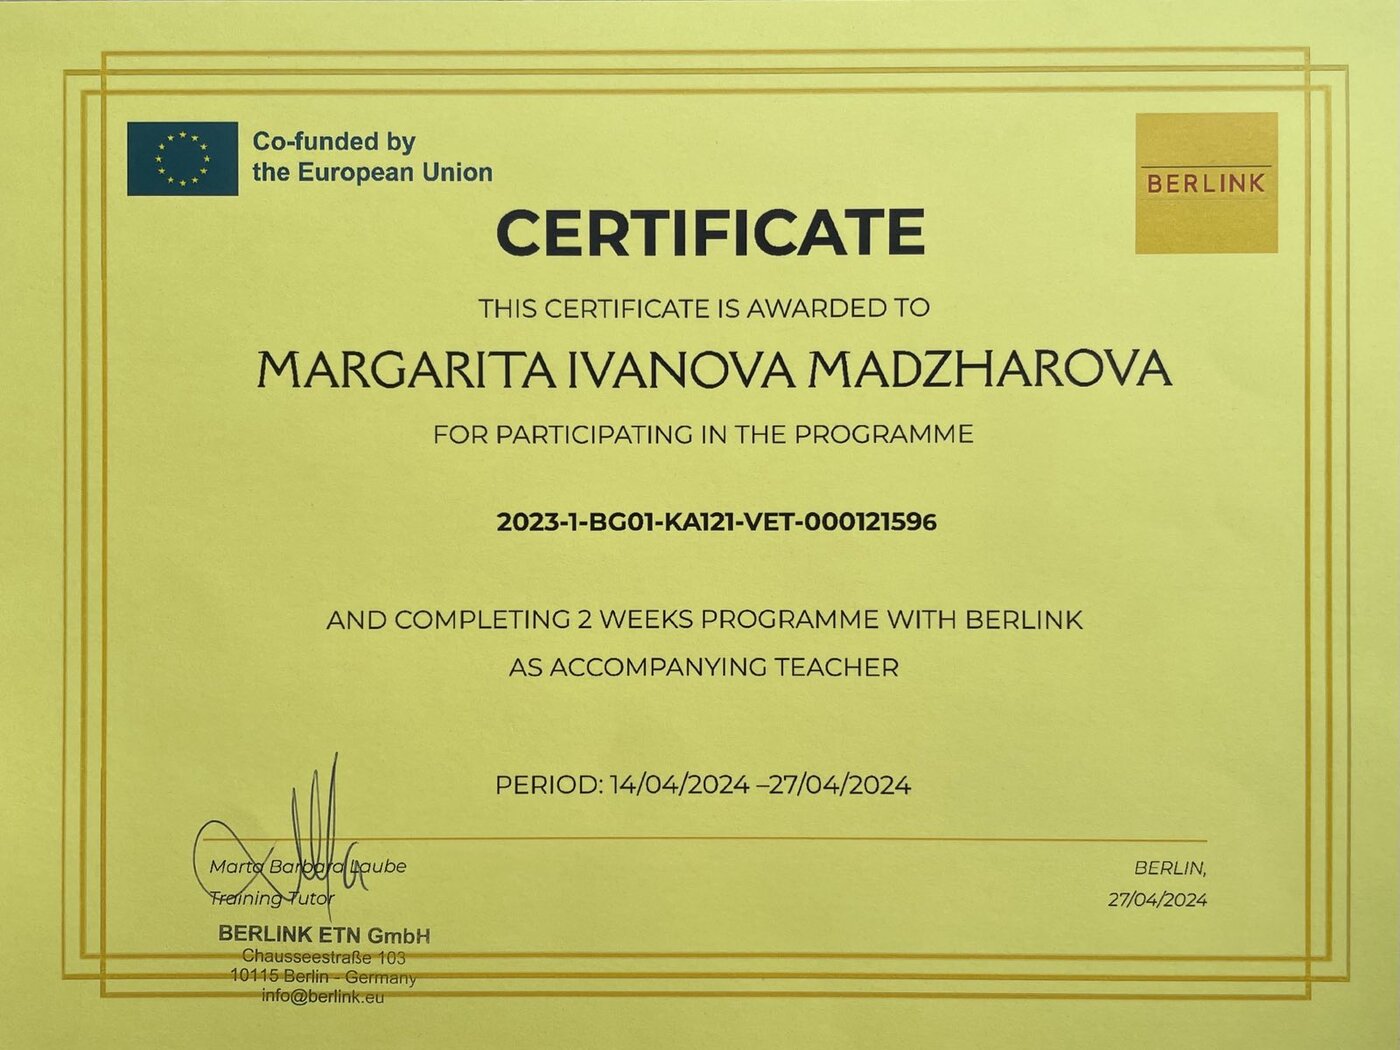 Co-funded by
the European Union
BERLINK
CERTIFICATE
THIS CERTIFICATE IS AWARDED TO
MARGARITA IVANOVA MADZHAROVA
FOR PARTICIPATING IN THE PROGRAMME
2023-1-BG01-KA121-VET-000121596
AND COMPLETING 2 WEEKS PROGRAMME WITH BERLINK
AS ACCOMPANYING TEACHER
PERIOD: 14/04/2024 –27/04/2024
Marta Barbara Laube
Training Tutor
BERLIN,
27/04/2024
BERLINK ETN GmbH
Chausseestraße 103
10115 Berlin - Germany
info@berlink.eu